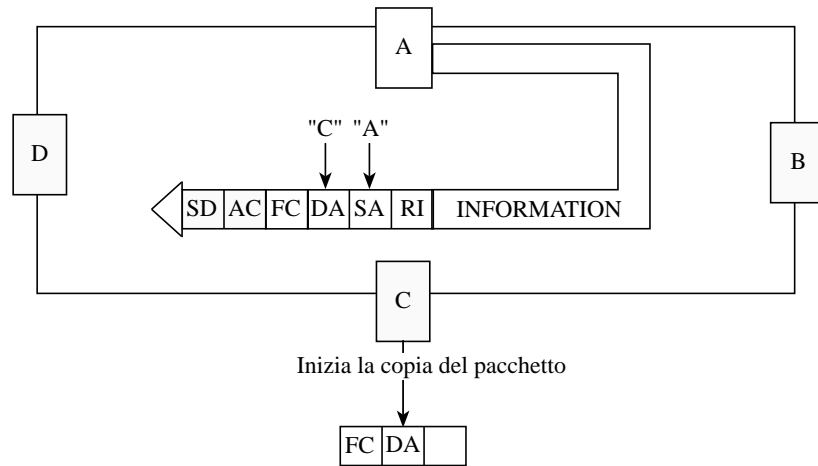 A
"C" "A"
D
B
SD AC FC DA SA RI INFORMATION
C
Inizia la copia del pacchetto
FC DA